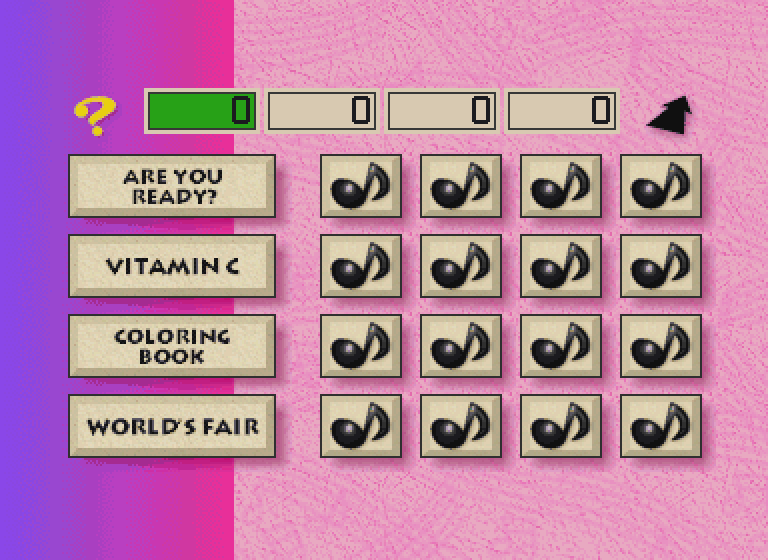 ?
0 0 0 0
ARE YOU
READY?
VITAMIN C
COLORING
BOOK
WORLD'S FAIR